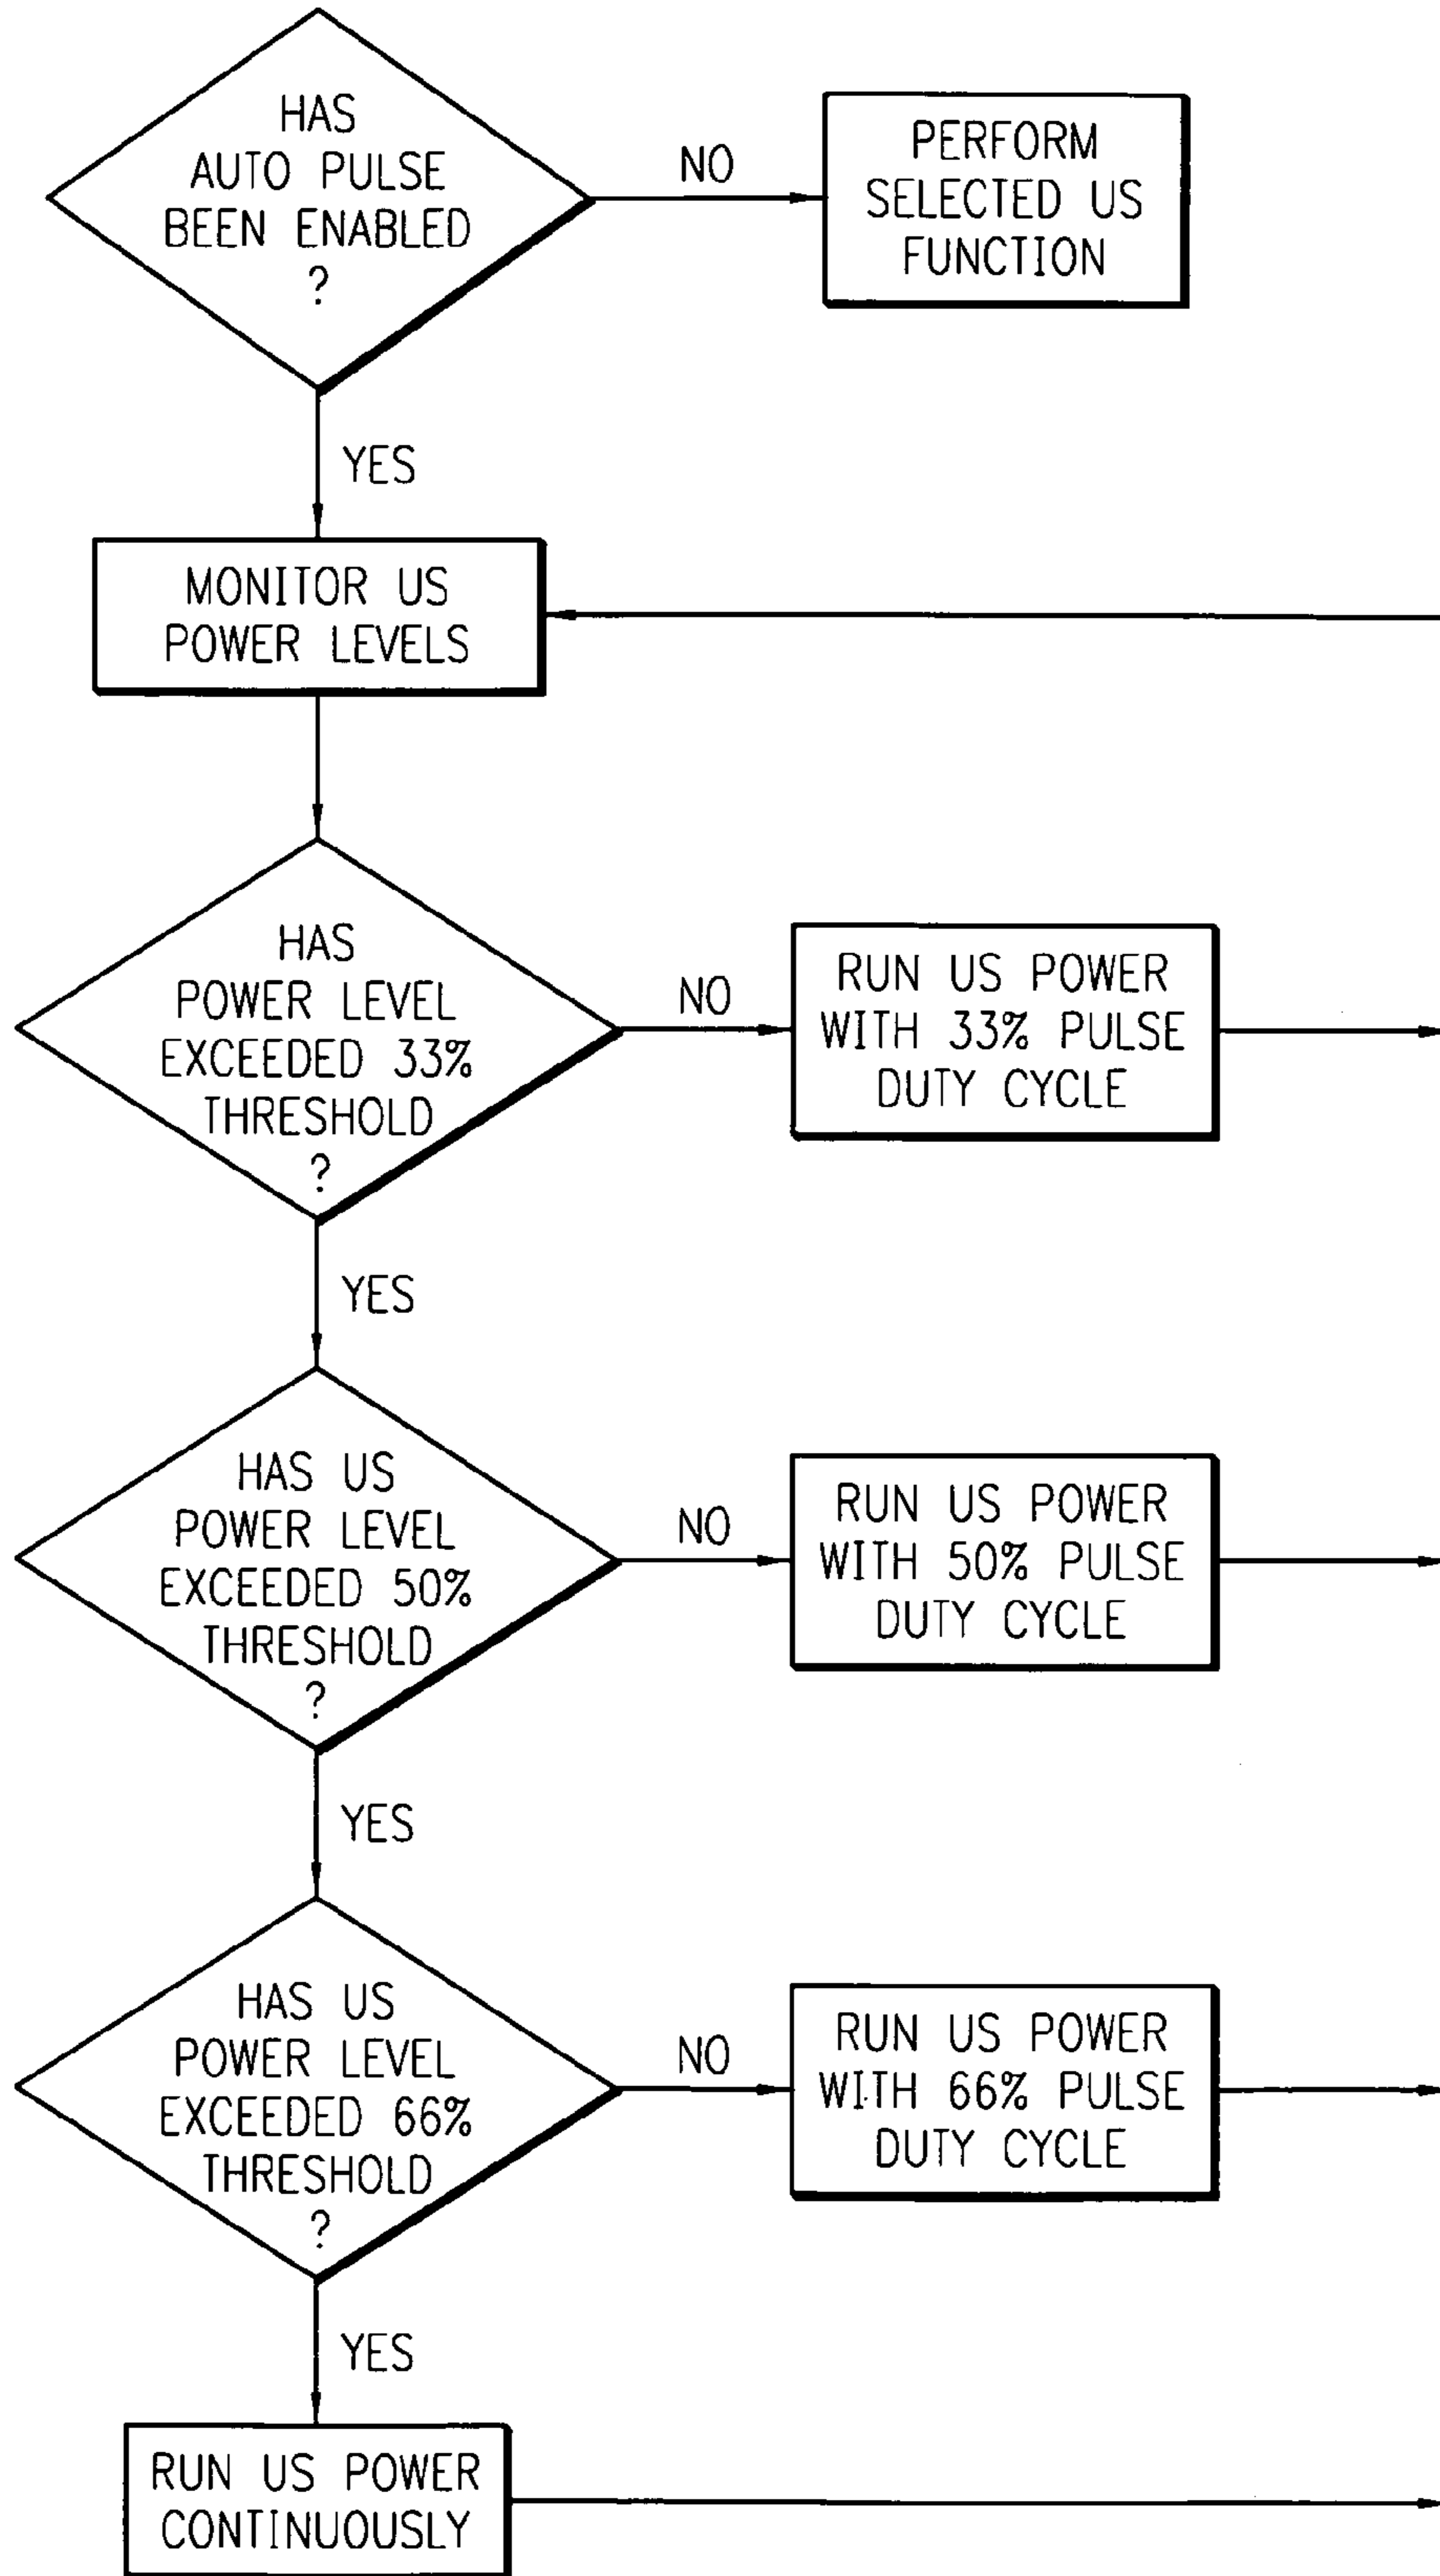 HAS
AUTO PULSE
BEEN ENABLED
?
NO
PERFORM
SELECTED US
FUNCTION
YES
MONITOR US
POWER LEVELS
HAS
POWER LEVEL
EXCEEDED 33%
THRESHOLD
?
NO
RUN US POWER
WITH 33% PULSE
DUTY CYCLE
YES
HAS US
POWER LEVEL
EXCEEDED 50%
THRESHOLD
?
NO
RUN US POWER
WITH 50% PULSE
DUTY CYCLE
YES
HAS US
POWER LEVEL
EXCEEDED 66%
THRESHOLD
?
NO
RUN US POWER
WITH 66% PULSE
DUTY CYCLE
YES
RUN US POWER
CONTINUOUSLY